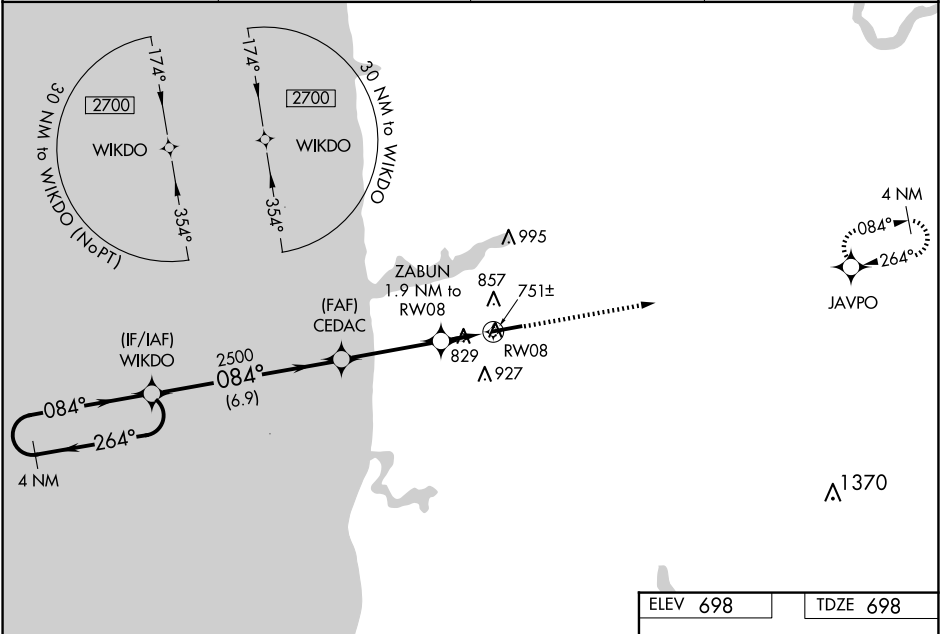 174°
2700
WIKDO
30 NM to WIKDO (NoPT)
354°
174°
2700
WIKDO
30 NM to WIKDO
354°
995
4 NM
084°
264°
JAVPO
ZABUN
1.9 NM to
RW08
857
751±
RW08
829
927
(FAF)
CEDAC
(IF/IAF)
WIKDO
2500
084°
(6.9)
084°
264°
4 NM
1370
ELEV 698
TDZE 698